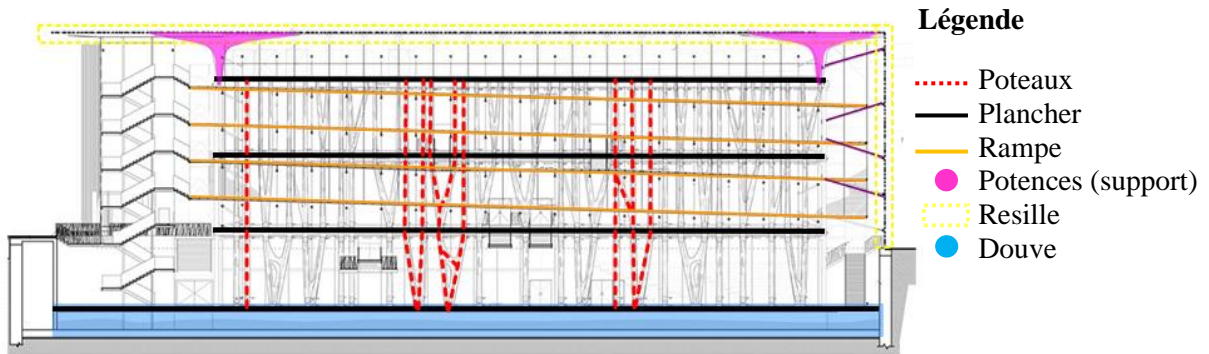 Légende
Poteaux
Plancher
Rampe
Potences (support)
Resille
Douve